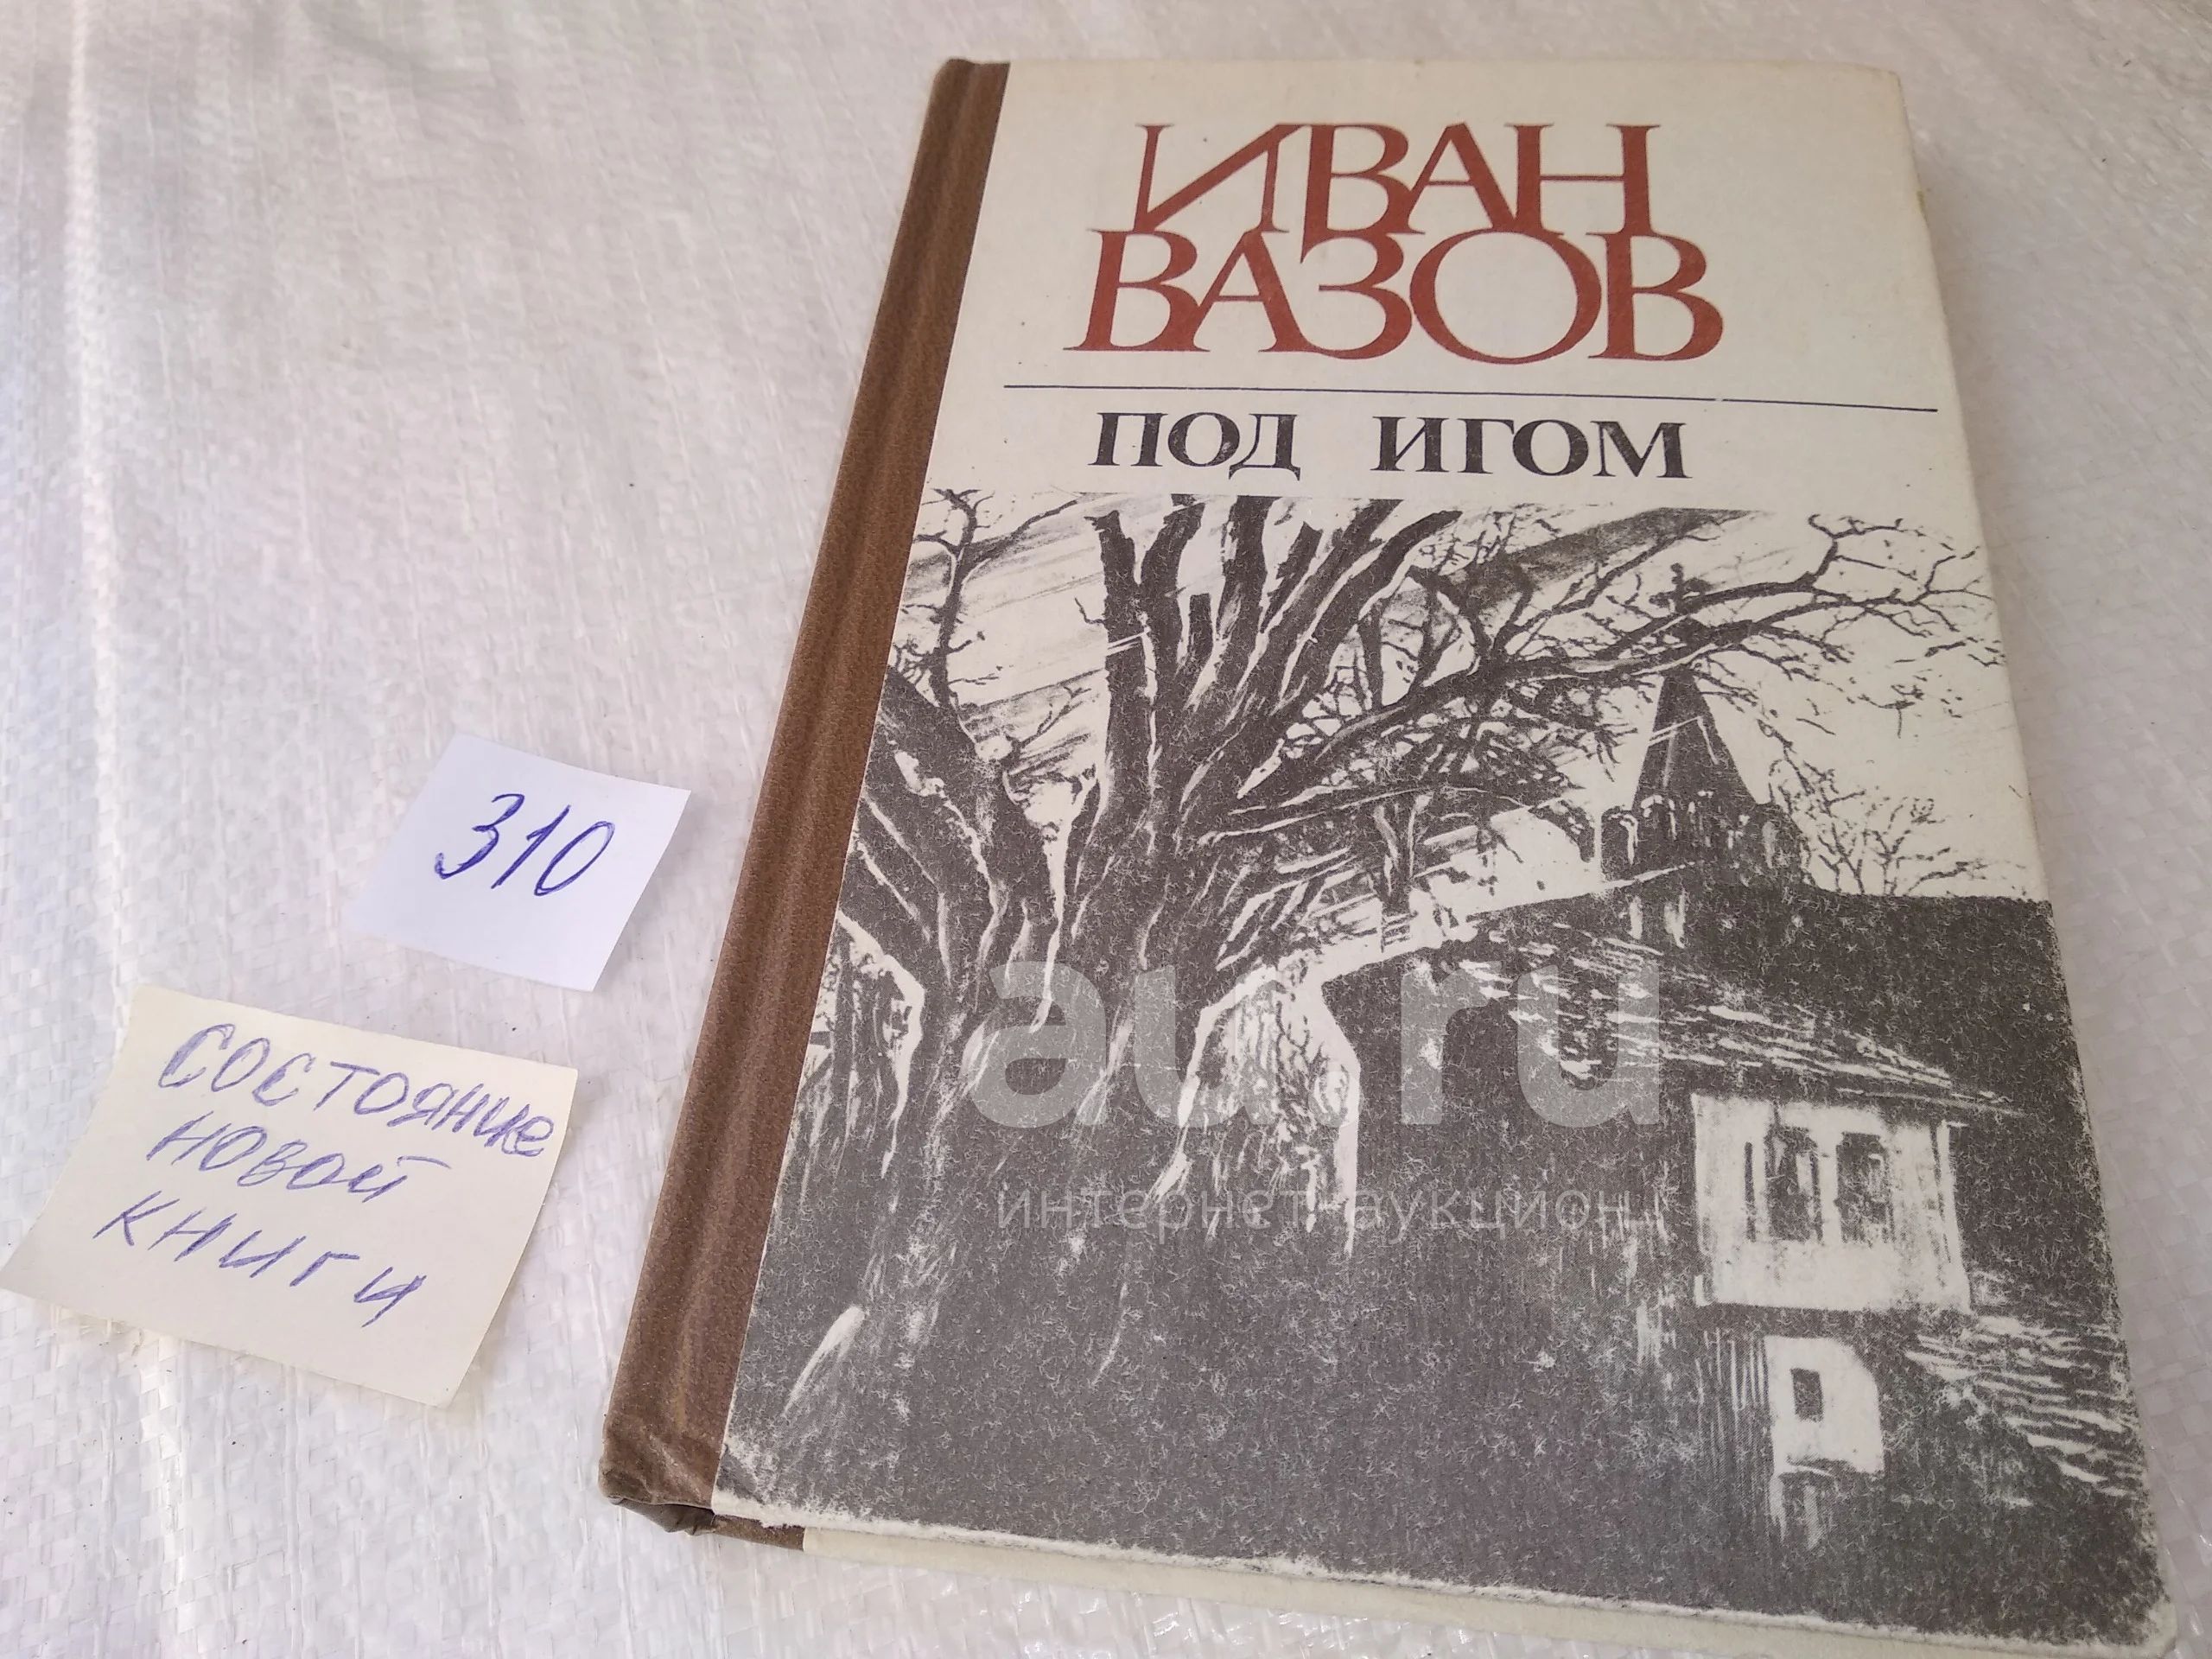 ИВАН
ВАЗОВ
ПОД ИГОМ
310
СОСТОЯНИЕ
НОВОЙ
КНИГИ
au.ru
интернет-аукцион